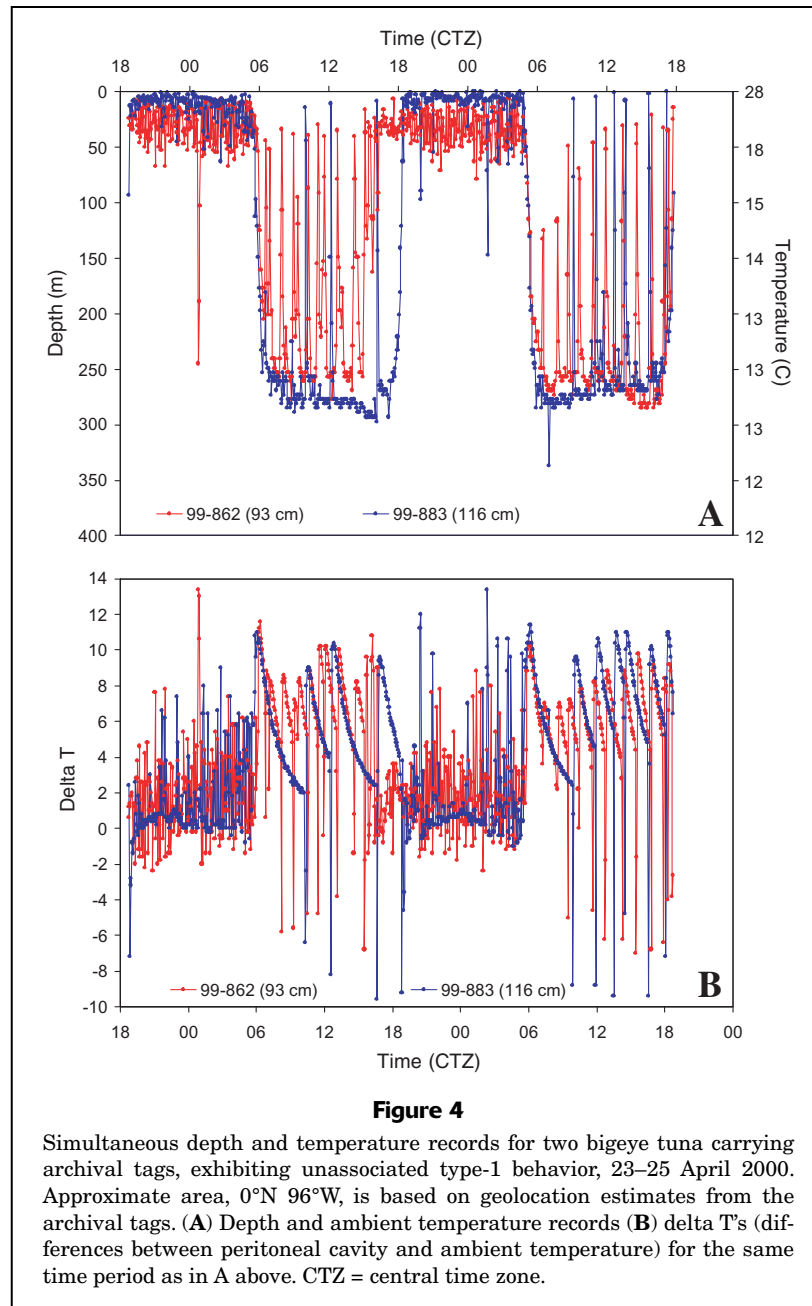 Time (CTZ)
18 00 06 12 18 00 06 12 18
0
50
100
150
200
250
300
350
400
Depth (m)
28
18
15
14
13
13
13
12
12
Temperature (C)
99-862 (93 cm) 99-883 (116 cm)
A
14
12
10
8
6
4
2
0
-2
-4
-6
-8
-10
Delta T
99-862 (93 cm) 99-883 (116 cm)
B
18 00 06 12 18 00 06 12 18 00
Time (CTZ)
Figure 4
Simultaneous depth and temperature records for two bigeye tuna carrying
archival tags, exhibiting unassociated type-1 behavior, 23–25 April 2000.
Approximate area, 0°N 96°W, is based on geolocation estimates from the
archival tags. (A) Depth and ambient temperature records (B) delta T's (dif-
ferences between peritoneal cavity and ambient temperature) for the same
time period as in A above. CTZ = central time zone.